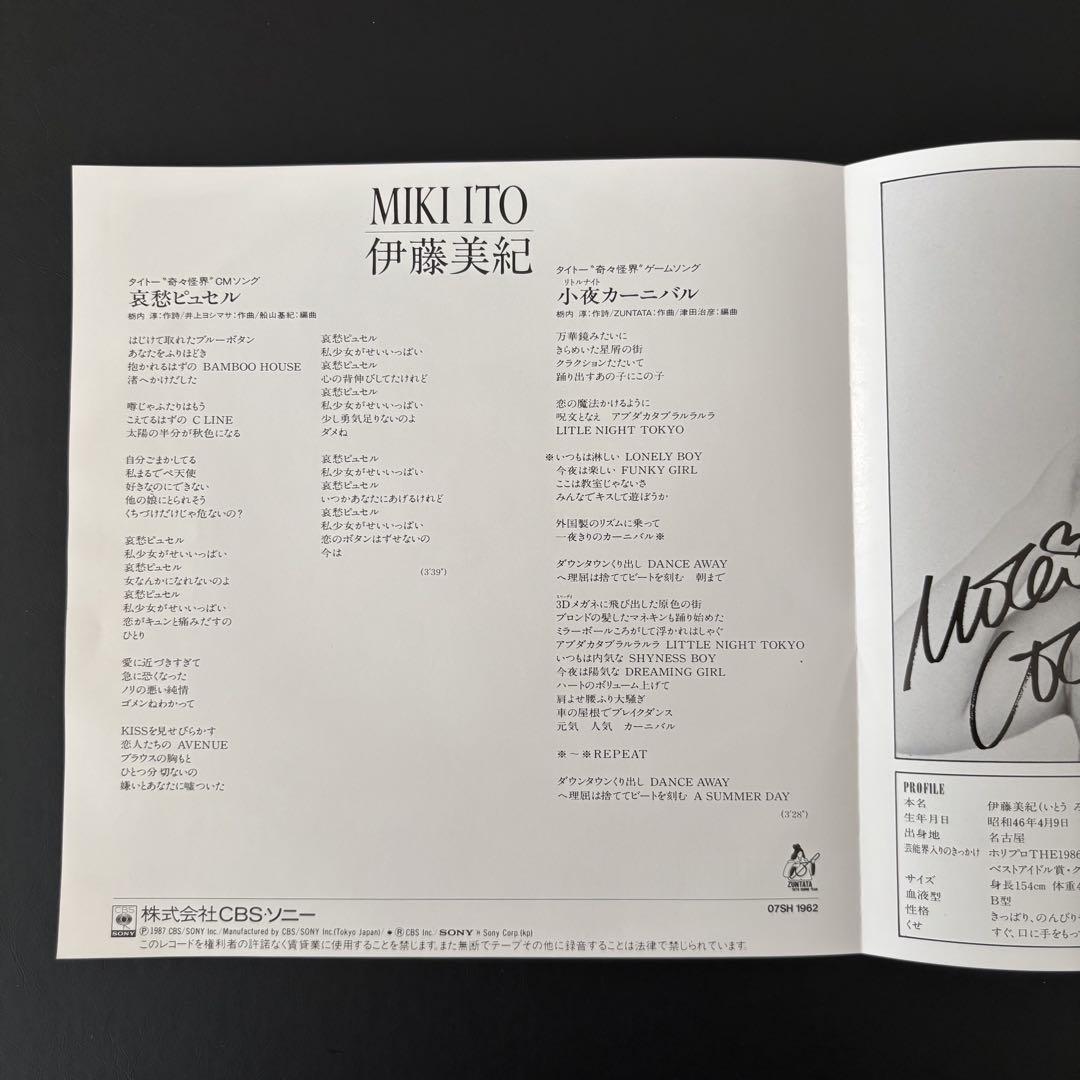 MIKI ITO
伊藤美紀
タイトー“奇々怪界”CMソング
哀愁ピュセル
栃内 淳:作詩/井上ヨシマサ:作曲/船山基紀:編曲
はじけて取れたブルーボタン
あなたをふりほどき
抱かれるはずの BAMBOO HOUSE
渚へかけだした
噂じゃふたりはもう
こえてるはずの C LINE
太陽の半分が秋色になる
自分ごまかしてる
私まるでペ天使
好きなのにできない
他の娘にとられそう
くちづけだけじゃ危ないの?
哀愁ピュセル
私少女がせいいっぱい
哀愁ピュセル
女なんかになれないのよ
哀愁ピュセル
私少女がせいいっぱい
恋がキュンと痛みだすの
ひとり
愛に近づきすぎて
急に恐くなった
ノリの悪い純情
ゴメンねわかって
KISSを見せびらかす
恋人たちの AVENUE
ブラウスの胸もと
ひとつ分切ないの
嫌いとあなたに嘘ついた
哀愁ピュセル
私少女がせいいっぱい
哀愁ピュセル
心の背伸びしてたけれど
哀愁ピュセル
私少女がせいいっぱい
少し勇気足りないのよ
ダメね
哀愁ピュセル
私少女がせいいっぱい
哀愁ピュセル
いつかあなたにあげるけれど
哀愁ピュセル
私少女がせいいっぱい
恋のボタンはずせないの
今は
(3'39")
タイトー“奇々怪界”ゲームソング
リトルナイト
小夜カーニバル
栃内 淳:作詩/ZUNTATA:作曲/津田治彦:編曲
万華鏡みたいに
きらめいた星屑の街
クラクションたたいて
踊り出すあの子にこの子
恋の魔法かけるように
呪文となえ アブダカタブラルラルラ
LITLE NIGHT TOKYO
※いつもは淋しい LONELY BOY
今夜は楽しい FUNKY GIRL
ここは教室じゃないさ
みんなでキスして遊ぼうか
外国製のリズムに乗って
一夜きりのカーニバル※
ダウンタウンくり出し DANCE AWAY
へ理屈は捨ててビートを刻む 朝まで
3Dメガネに飛び出した原色の街
ブロンドの髪したマネキンも踊り始めた
ミラーボールころがして浮かれはしゃぐ
アブダカタブラルラルラ LITTLE NIGHT TOKYO
いつもは内気な SHYNESS BOY
今夜は陽気な DREAMING GIRL
ハートのボリューム上げて
肩よせ腰ふり大騒ぎ
車の屋根でブレイクダンス
元気 人気 カーニバル
※～※REPEAT
ダウンタウンくり出し DANCE AWAY
へ理屈は捨ててビートを刻む A SUMMER DAY
(3'28")
ZUNTATA
CBS
SONY
株式会社CBS・ソニー
07SH 1962
Ⓟ 1987 CBS/SONY Inc./Manufactured by CBS/SONY Inc.(Tokyo Japan)/ ® CBS Inc./ SONY ® Sony Corp.(kp)
このレコードを権利者の許諾なく賃貸業に使用することを禁じます。また無断でテープその他に録音することは法律で禁じられています。
PROFILE
本名 伊藤美紀(いとう
生年月日 昭和46年4月9日
出身地 名古屋
芸能界入りのきっかけ ホリプロTHE1986
ベストアイドル賞・ク
サイズ 身長154cm 体重4
血液型 B型
性格 きっぱり、のんびり
くせ すぐ、口に手をもっ